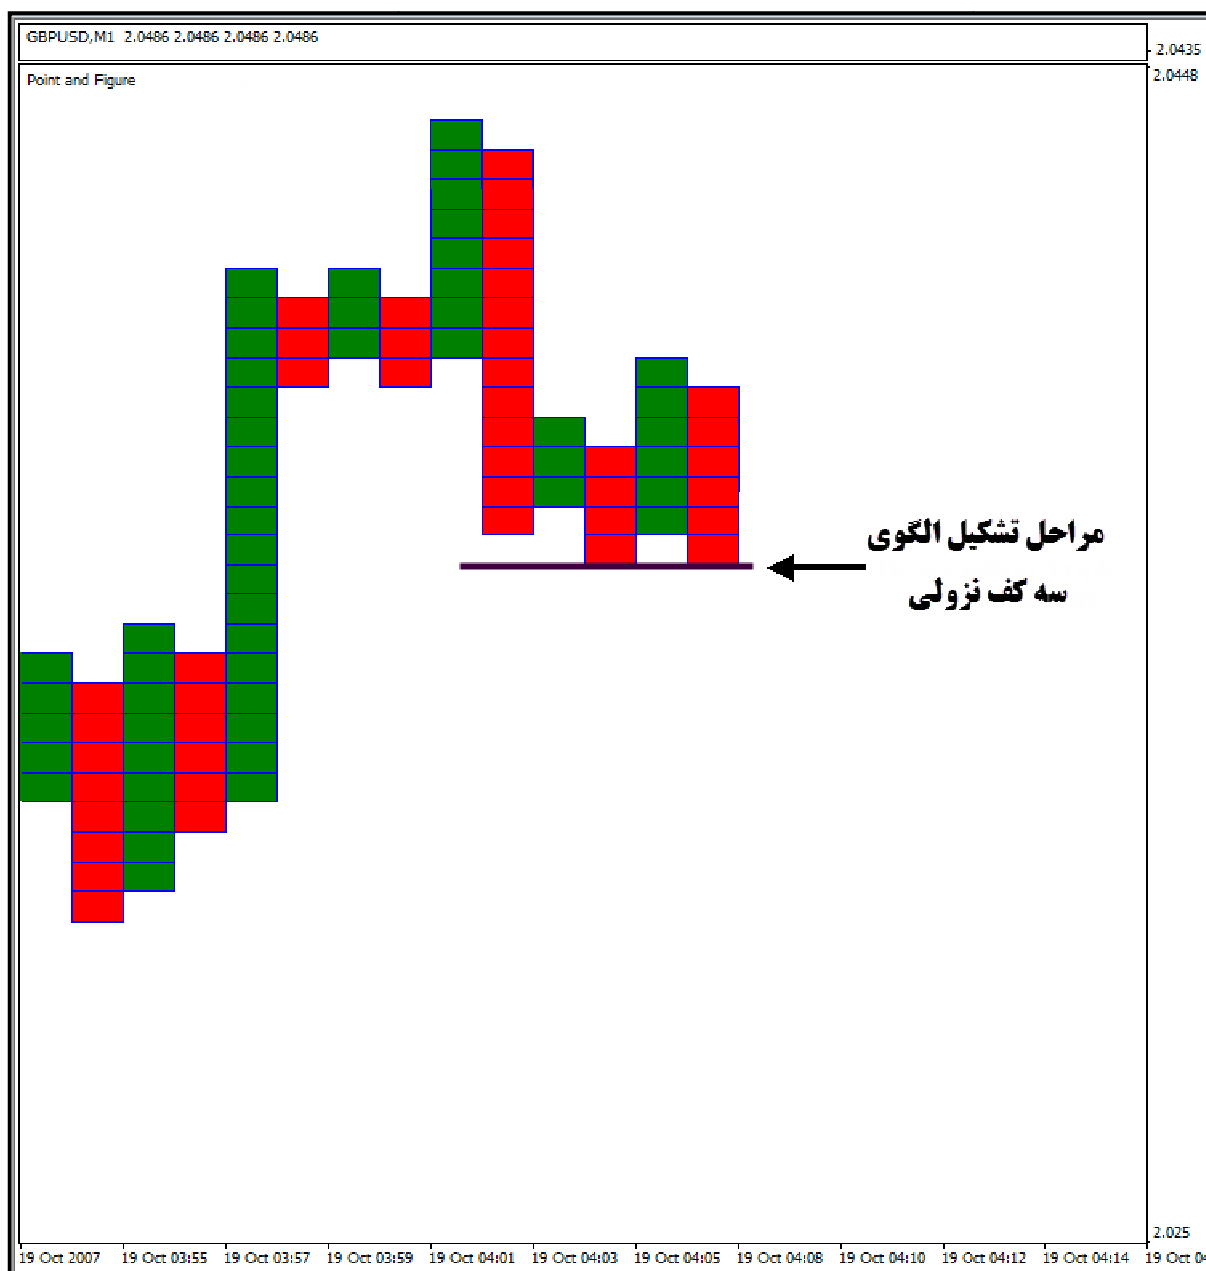 GBPUSD,M1 2.0486 2.0486 2.0486 2.0486
2.0435
2.0448
Point and Figure
مراحل تشکیل الگوی
سه کف نزولی
2.025
19 Oct 2007 19 Oct 03:55 19 Oct 03:57 19 Oct 03:59 19 Oct 04:01 19 Oct 04:03 19 Oct 04:05 19 Oct 04:08 19 Oct 04:10 19 Oct 04:12 19 Oct 04:14 19 Oct